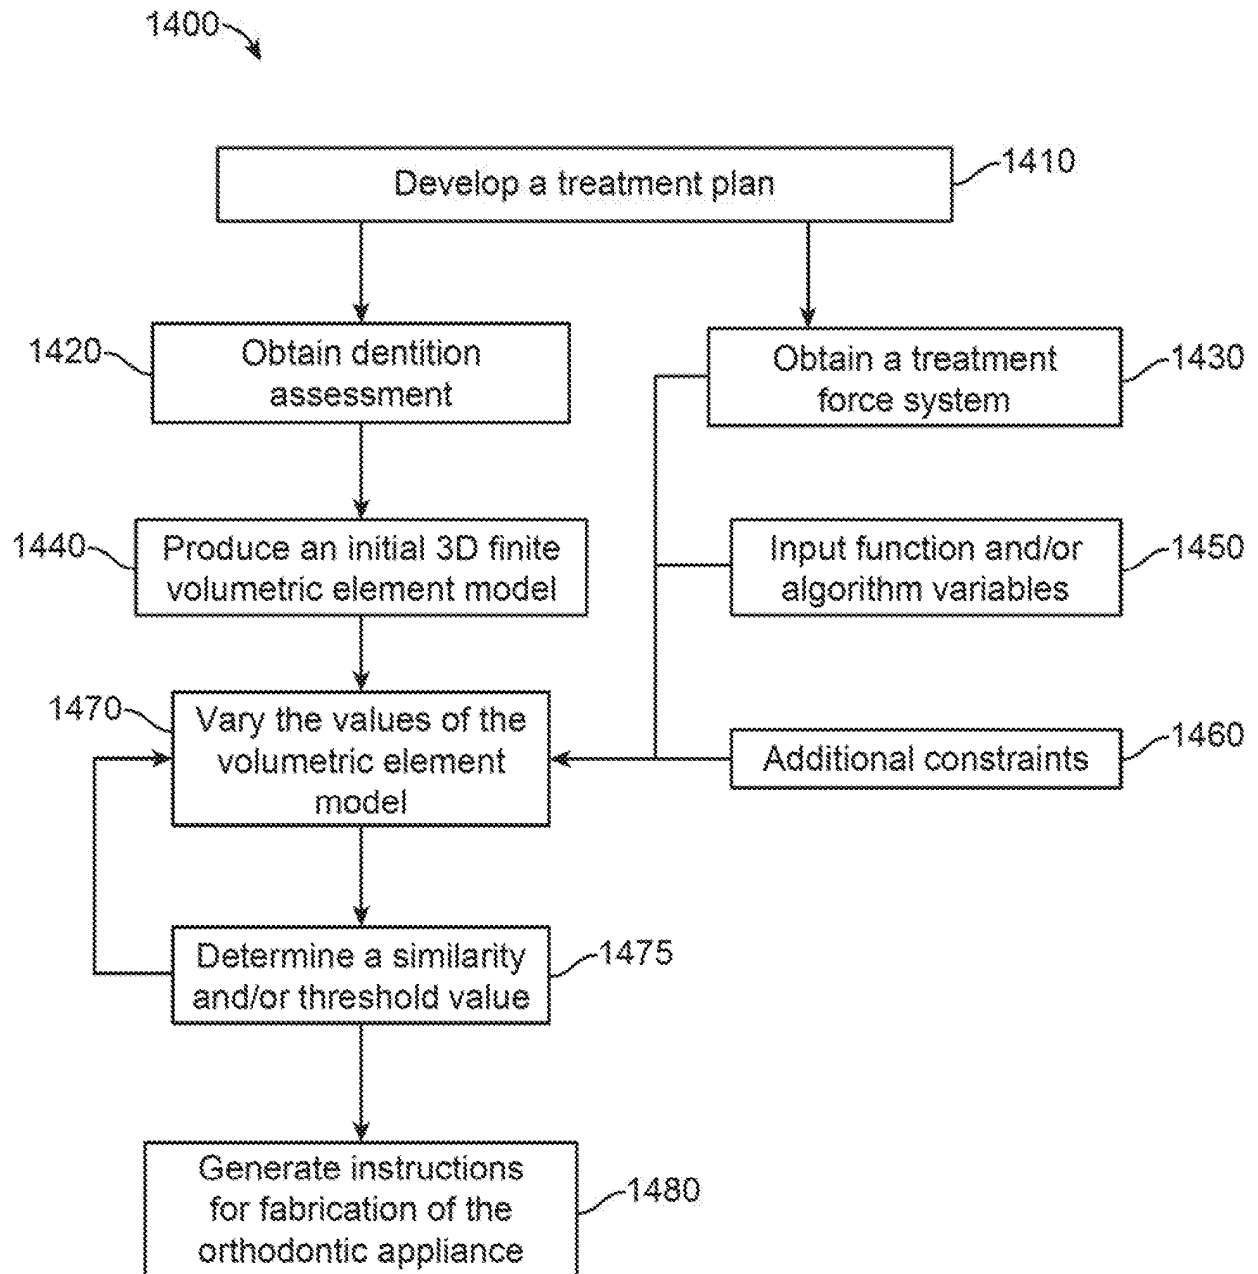 1400
Develop a treatment plan
1410
1420
Obtain dentition
assessment
Obtain a treatment
force system
1430
1440
Produce an initial 3D finite
volumetric element model
Input function and/or
algorithm variables
1450
1470
Vary the values of the
volumetric element
model
Additional constraints
1460
Determine a similarity
and/or threshold value
1475
Generate instructions
for fabrication of the
orthodontic appliance
1480